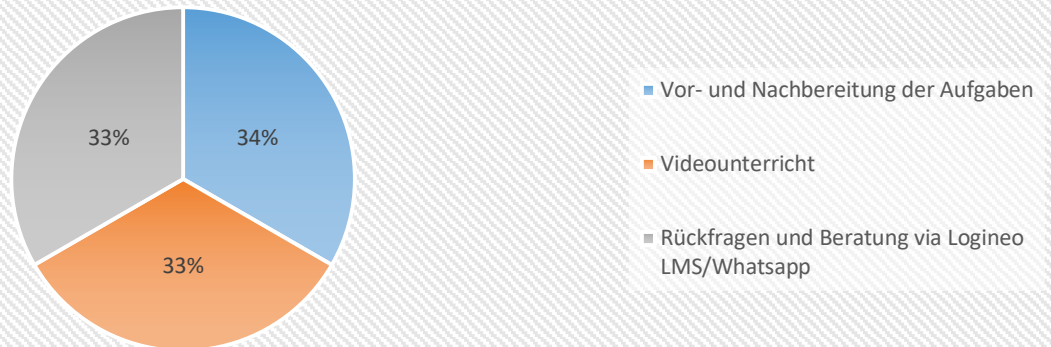 33%
34%
33%
Vor- und Nachbereitung der Aufgaben
Videounterricht
Rückfragen und Beratung via Logineo
LMS/Whatsapp